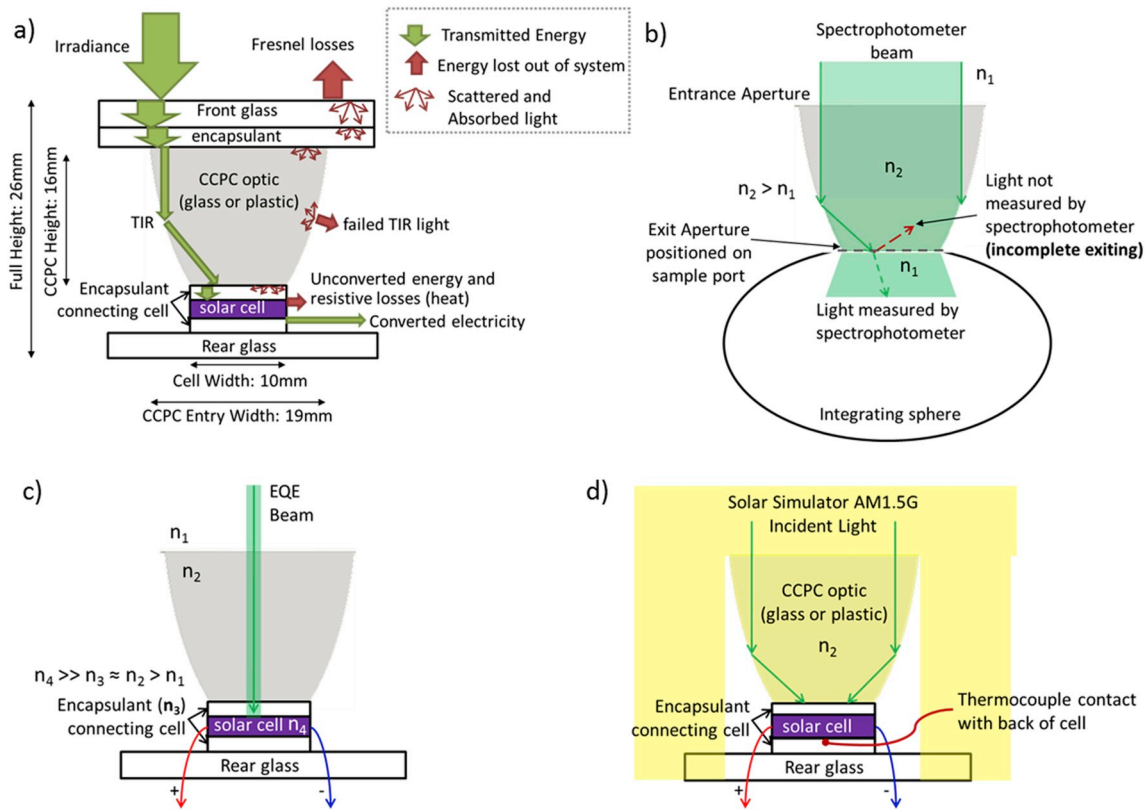 a)
Irradiance
Fresnel losses
Transmitted Energy
Energy lost out of system
Scattered and
Absorbed light
Front glass
encapsulant
Full Height: 26mm
CCPC Height: 16mm
CCPC optic
(glass or plastic)
TIR
failed TIR light
Unconverted energy and
resistive losses (heat)
Encapsulant
connecting cell
solar cell
Converted electricity
Rear glass
Cell Width: 10mm
CCPC Entry Width: 19mm
b)
Spectrophotometer
beam
n1
Entrance Aperture
n2
n2 > n1
Light not
measured by
spectrophotometer
(incomplete exiting)
Exit Aperture
positioned on
sample port
n1
Light measured by
spectrophotometer
Integrating sphere
c)
EQE
Beam
n1
n2
n4 >> n3 ≈ n2 > n1
Encapsulant (n3)
connecting cell
solar cell n4
Rear glass
+
-
d)
Solar Simulator AM1.5G
Incident Light
CCPC optic
(glass or plastic)
n2
Encapsulant
connecting cell
solar cell
Thermocouple contact
with back of cell
Rear glass
+
-